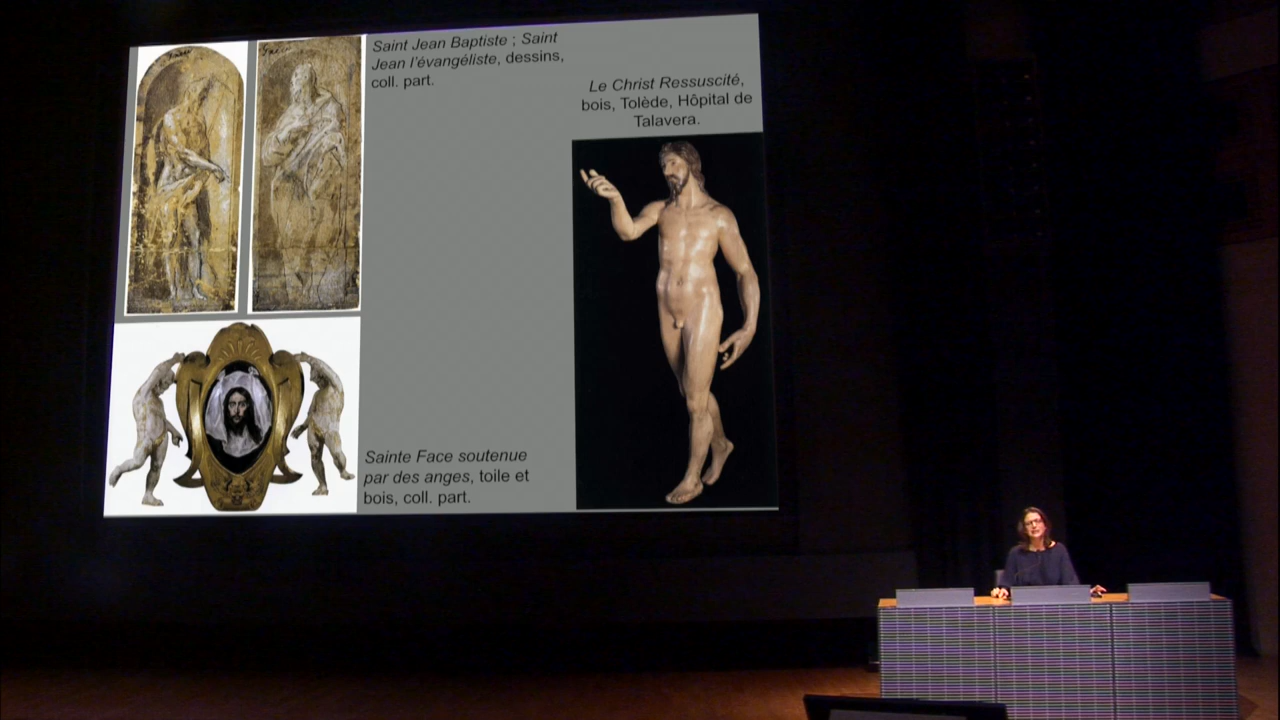 Saint Jean Baptiste ; Saint
Jean l'évangéliste, dessins,
coll. part.
Le Christ Ressuscité,
bois, Tolède, Hôpital de
Talavera.
Sainte Face soutenue
par des anges, toile et
bois, coll. part.